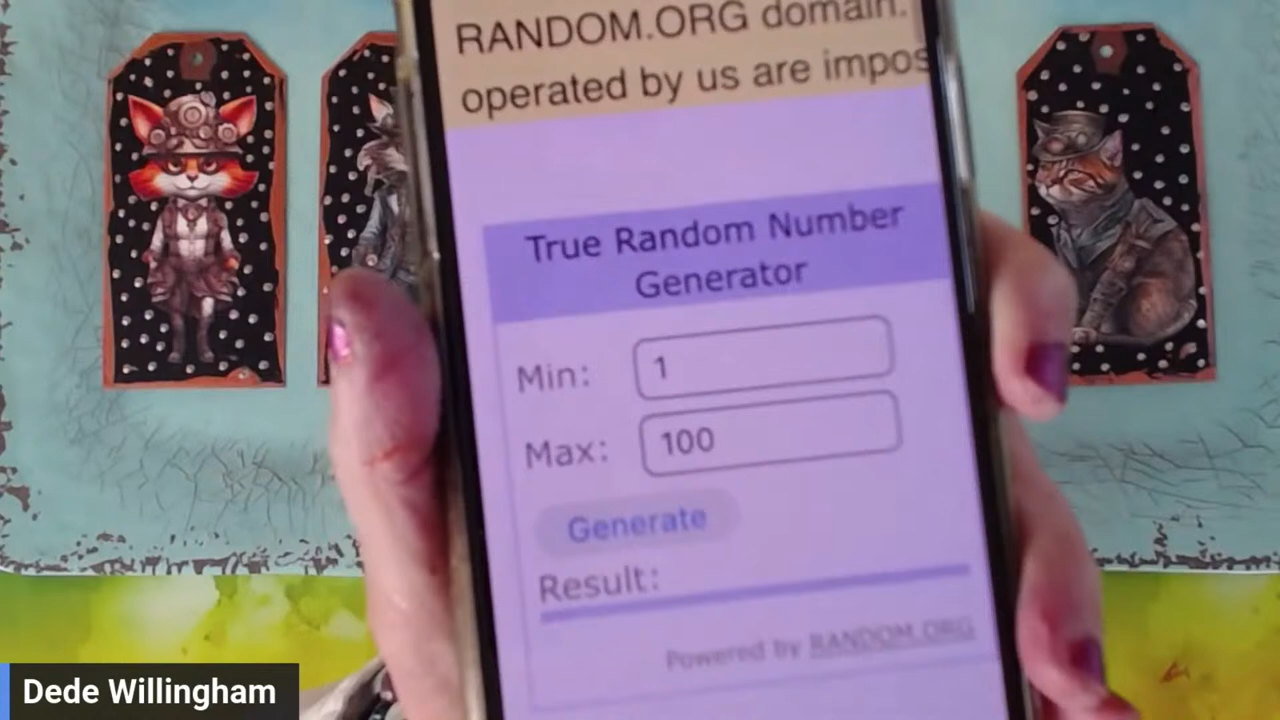 RANDOM.ORG domain.
operated by us are impos
True Random Number
Generator
Min: 1
Max: 100
Generate
Result:
Powered by RANDOM.ORG
Dede Willingham